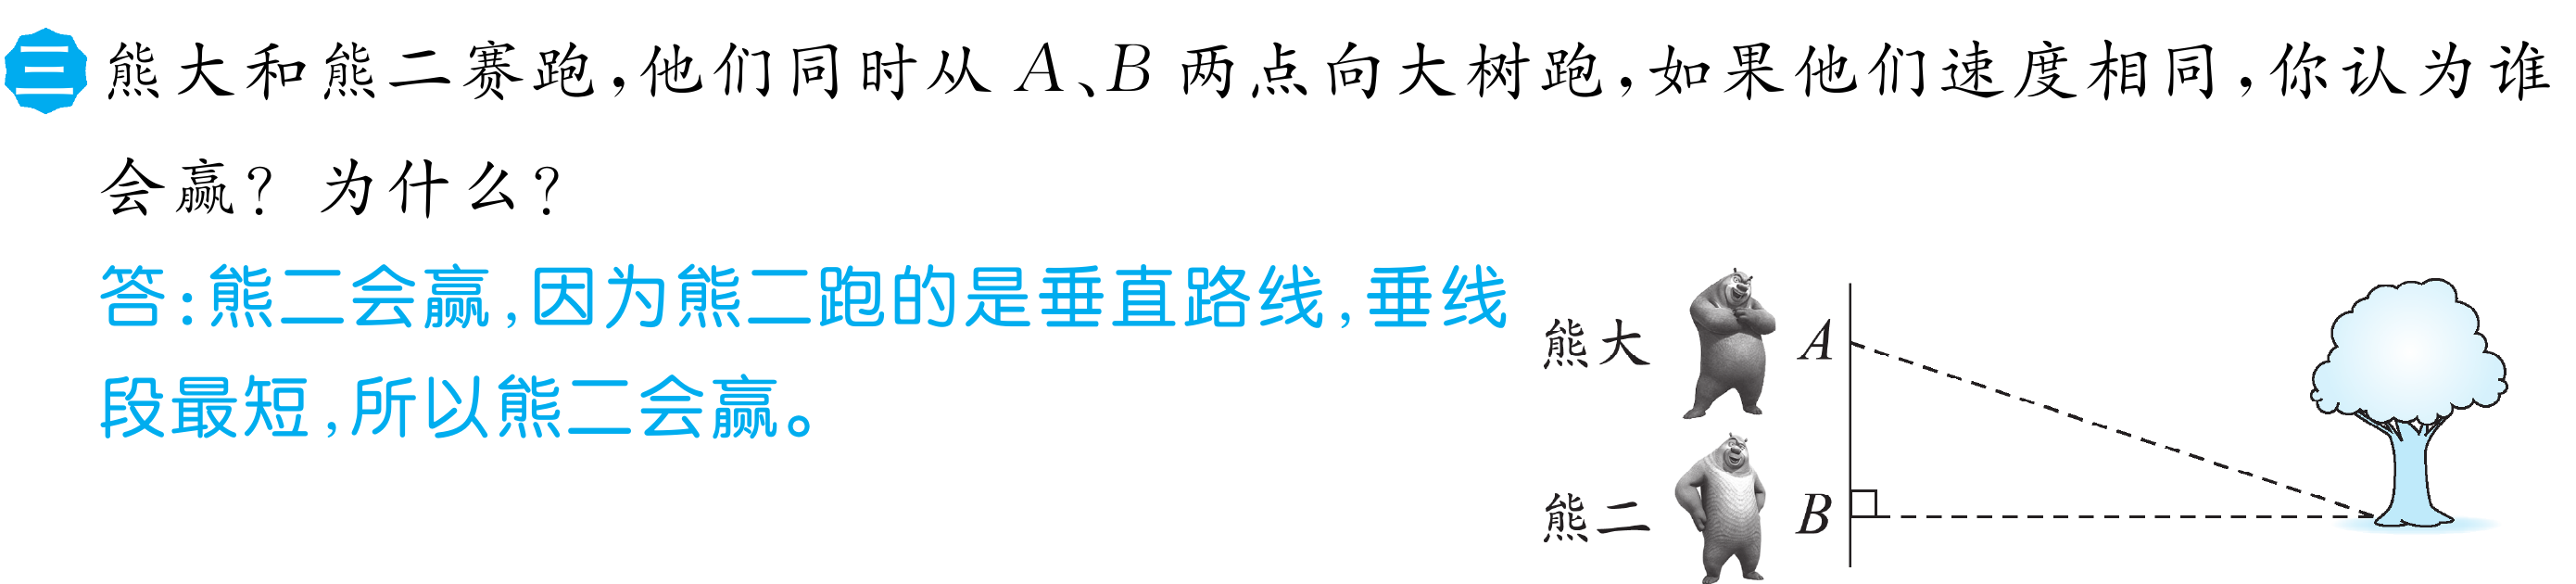 三 熊大和熊二赛跑,他们同时从 A、B 两点向大树跑,如果他们速度相同,你认为谁
会赢? 为什么?
答:熊二会赢,因为熊二跑的是垂直路线,垂线
段最短,所以熊二会赢。
熊大 A
熊二 B